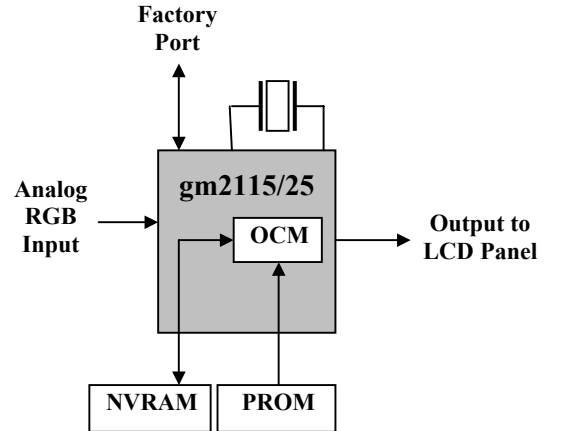 Factory
Port
gm2115/25
Analog
RGB
Input
OCM
Output to
LCD Panel
NVRAM
PROM